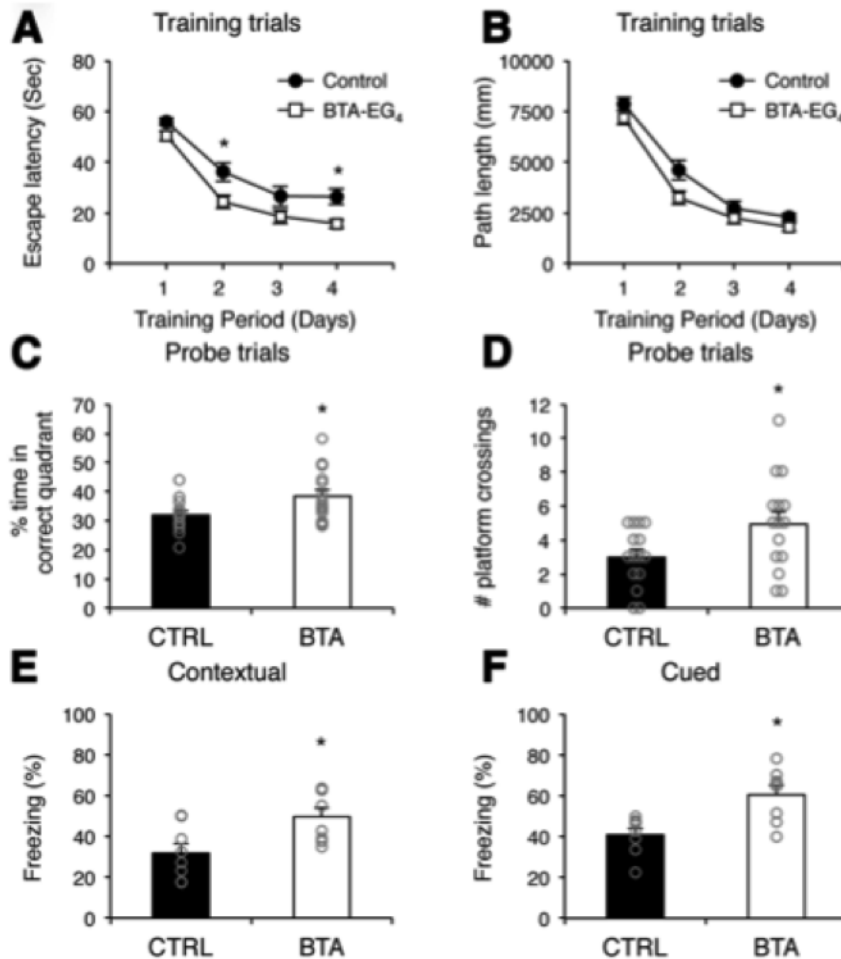 A Training trials
80
60
40
20
0
Escape latency (Sec)
Control
BTA-EG4
*
*
1 2 3 4
Training Period (Days)
B Training trials
10000
7500
5000
2500
0
Path length (mm)
Control
BTA-EG4
1 2 3 4
Training Period (Days)
C Probe trials
70
60
50
40
30
20
10
0
% time in
correct quadrant
*
CTRL BTA
D Probe trials
12
10
8
6
4
2
0
# platform crossings
*
CTRL BTA
E Contextual
100
80
60
40
20
0
Freezing (%)
*
CTRL BTA
F Cued
100
80
60
40
20
0
Freezing (%)
*
CTRL BTA